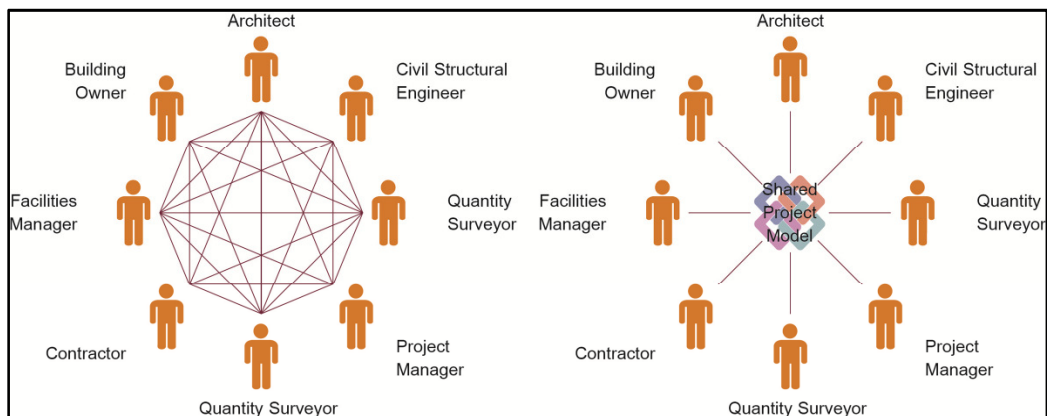 Architect
Building
Owner
Civil Structural
Engineer
Facilities
Manager
Quantity
Surveyor
Contractor
Project
Manager
Quantity Surveyor
Architect
Building
Owner
Civil Structural
Engineer
Facilities
Manager
Shared
Project
Model
Quantity
Surveyor
Contractor
Project
Manager
Quantity Surveyor